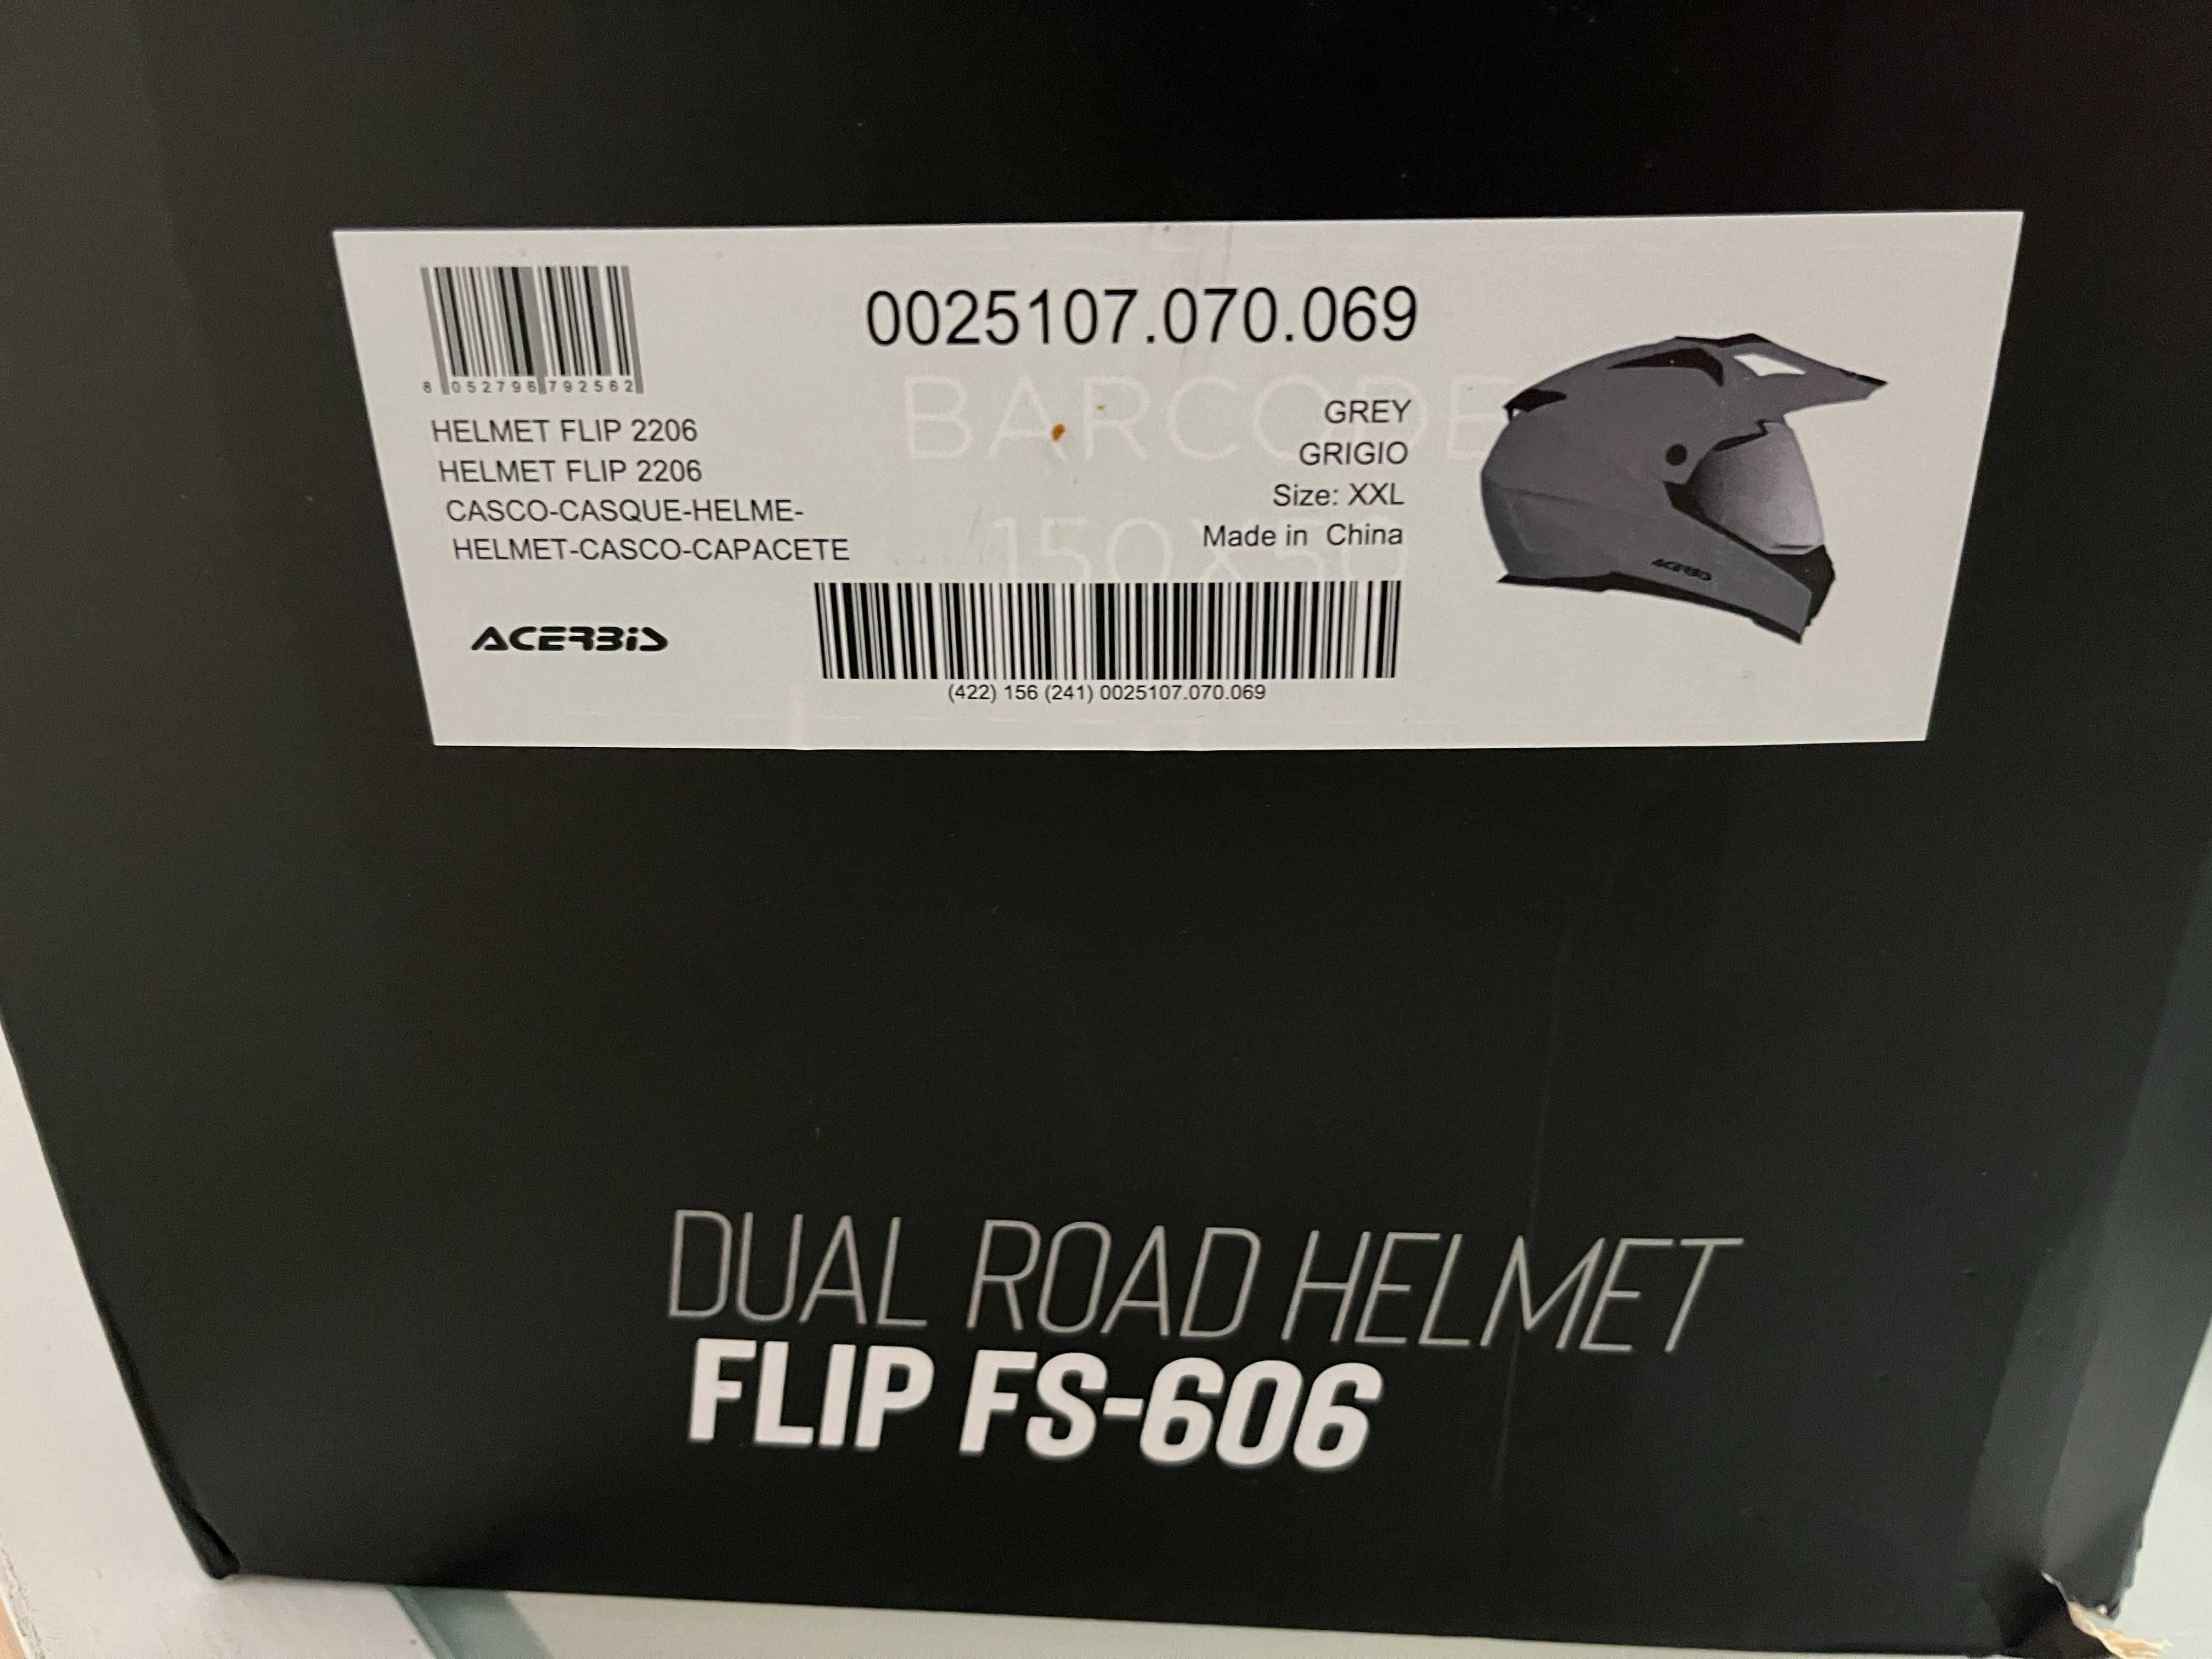 0025107.070.069
8 052796 792562
HELMET FLIP 2206
HELMET FLIP 2206
CASCO-CASQUE-HELME-
HELMET-CASCO-CAPACETE
BARCODE
150X50
GREY
GRIGIO
Size: XXL
Made in China
ACERBIS
ACERBIS
(422) 156 (241) 0025107.070.069
DUAL ROAD HELMET
FLIP FS-606